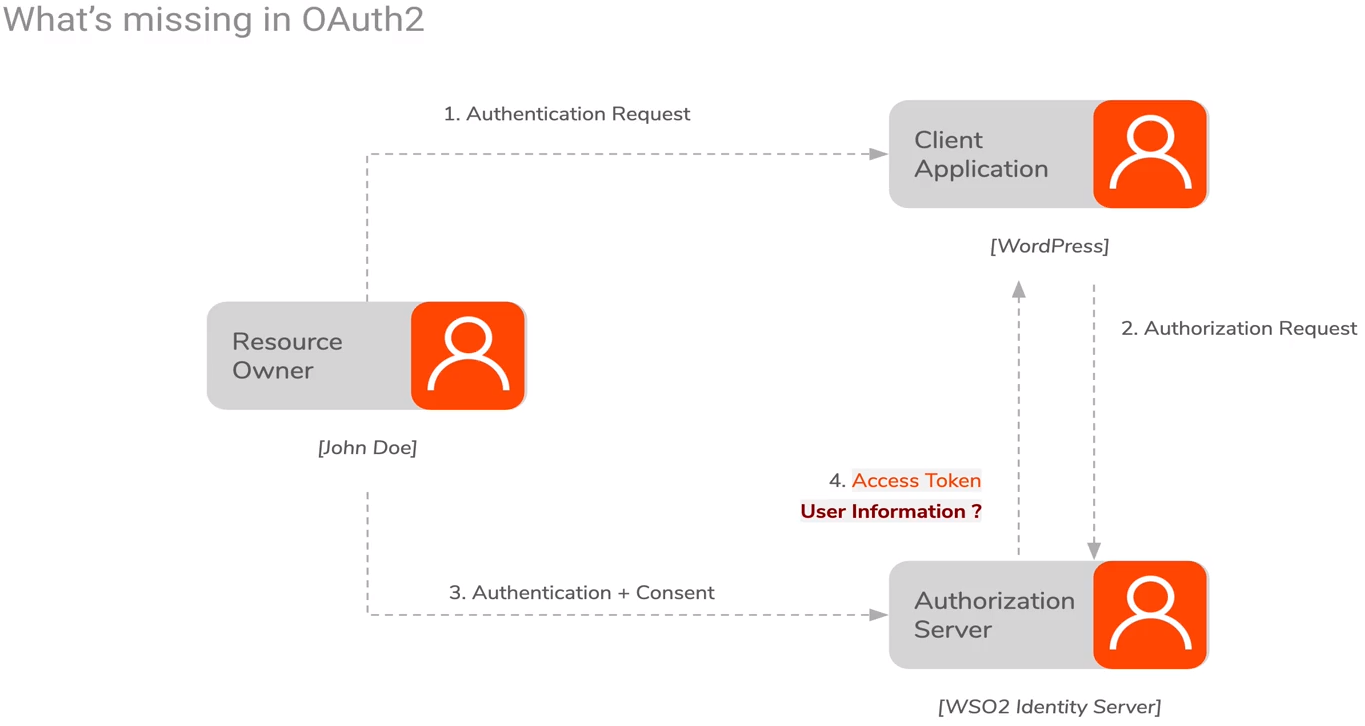 What’s missing in OAuth2
1. Authentication Request
Client
Application
[WordPress]
2. Authorization Request
Resource
Owner
[John Doe]
4. Access Token
User Information ?
3. Authentication + Consent
Authorization
Server
[WSO2 Identity Server]